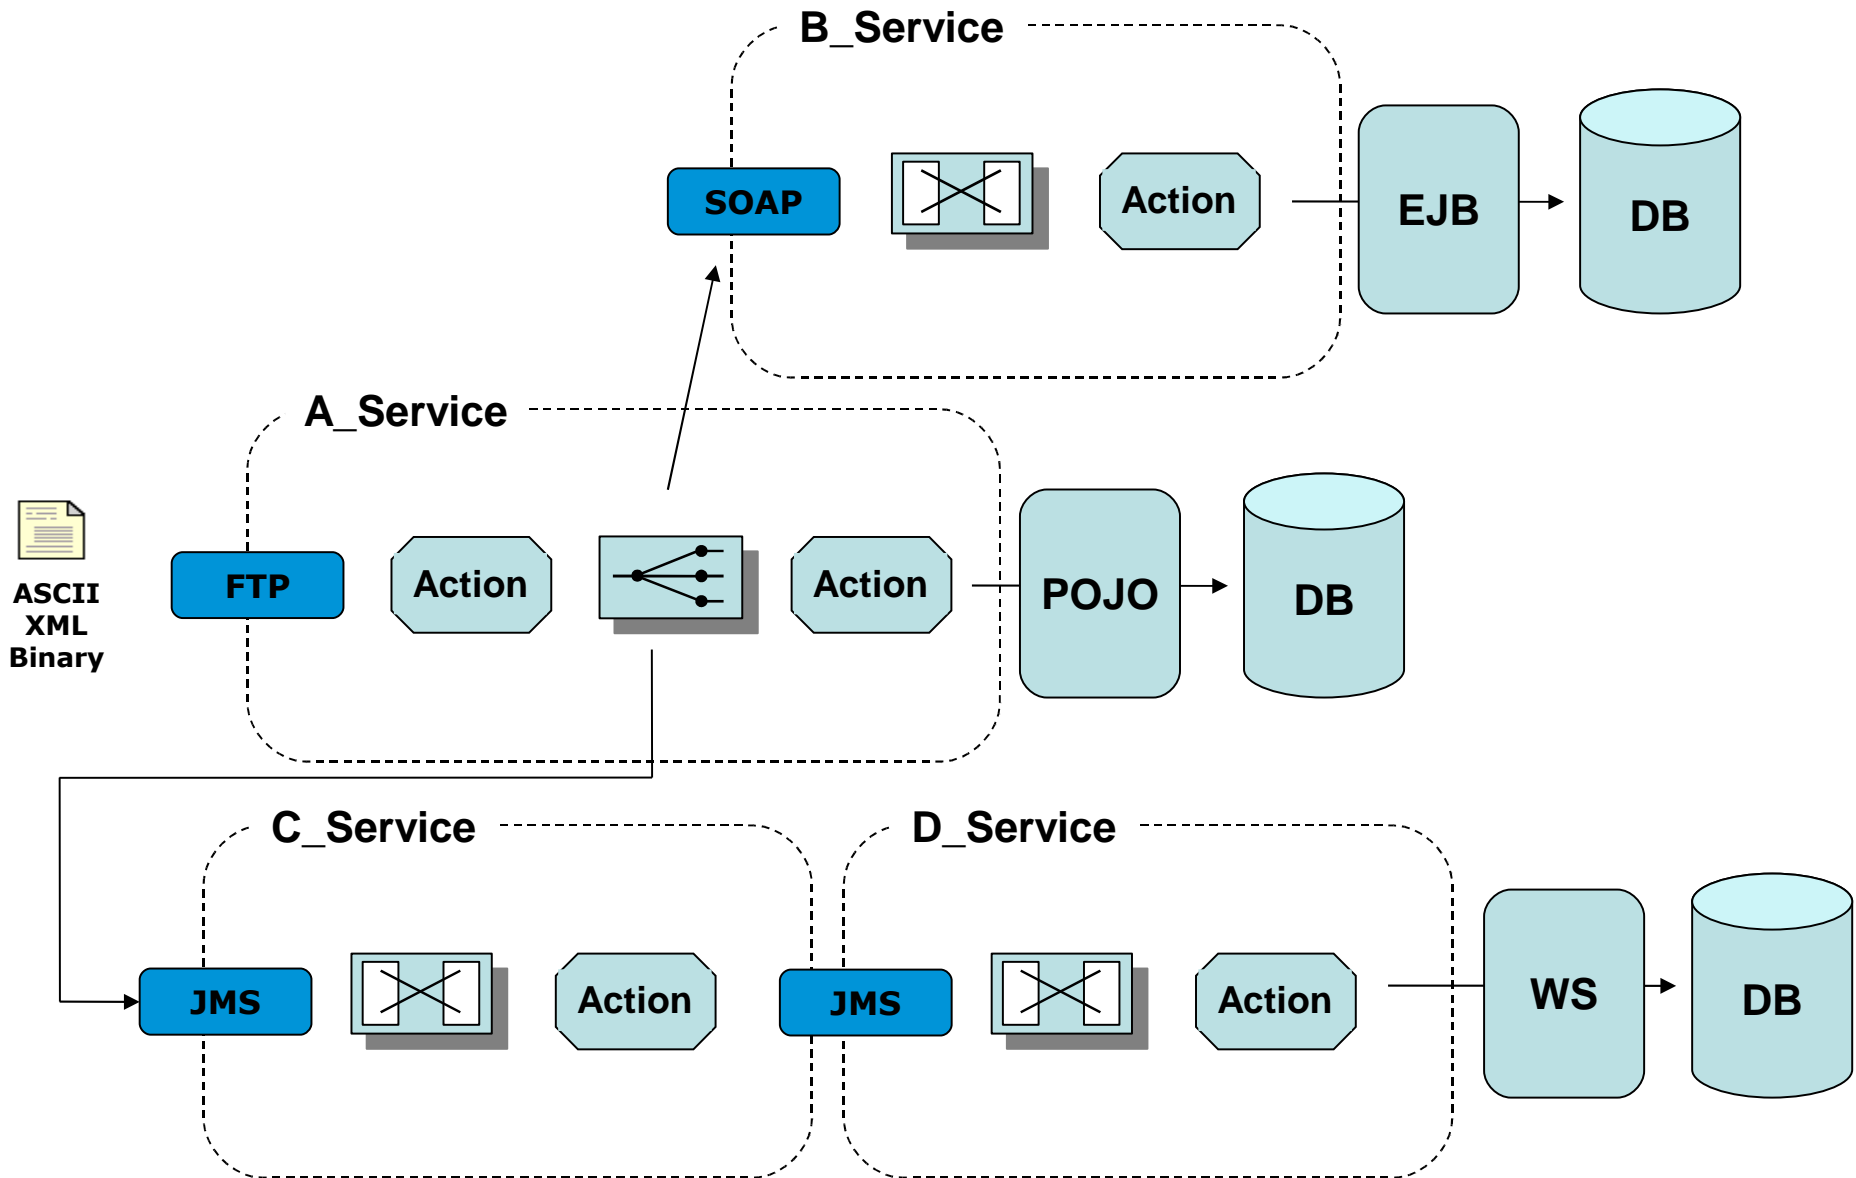 B_Service
SOAP
Action
EJB
DB
A_Service
ASCII
XML
Binary
FTP
Action
Action
POJO
DB
C_Service
D_Service
JMS
Action
JMS
Action
WS
DB